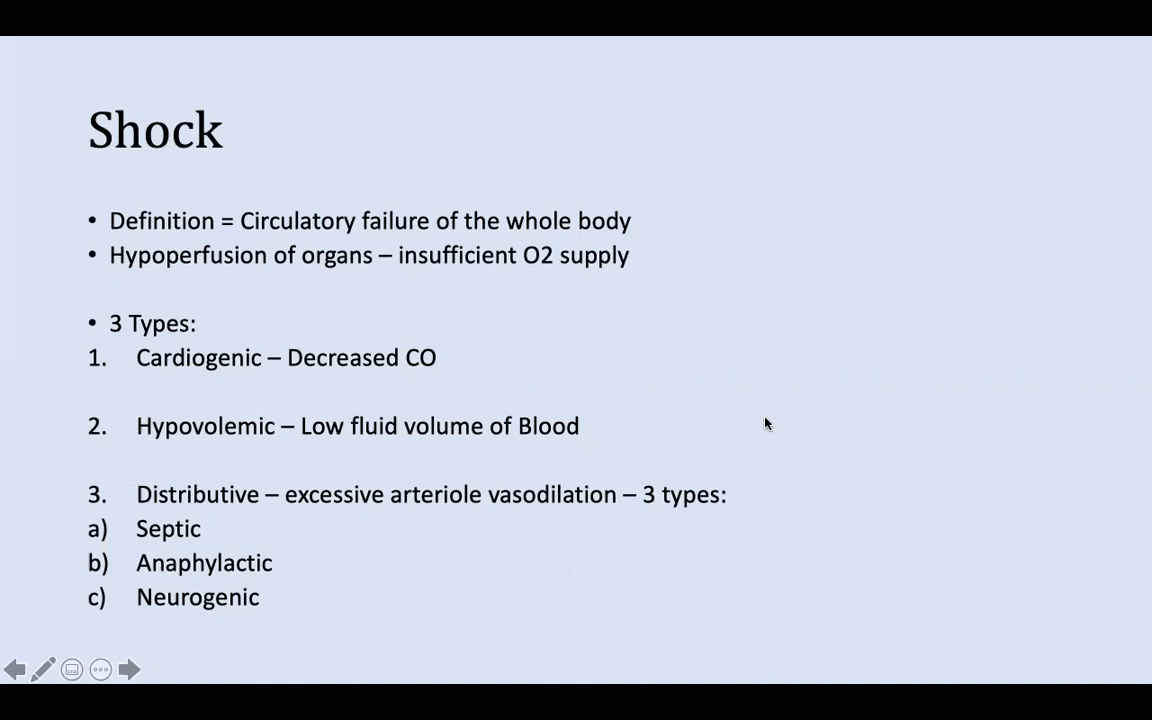 Shock
• Definition = Circulatory failure of the whole body
• Hypoperfusion of organs – insufficient O2 supply
• 3 Types:
1. Cardiogenic – Decreased CO
2. Hypovolemic – Low fluid volume of Blood
3. Distributive – excessive arteriole vasodilation – 3 types:
a) Septic
b) Anaphylactic
c) Neurogenic